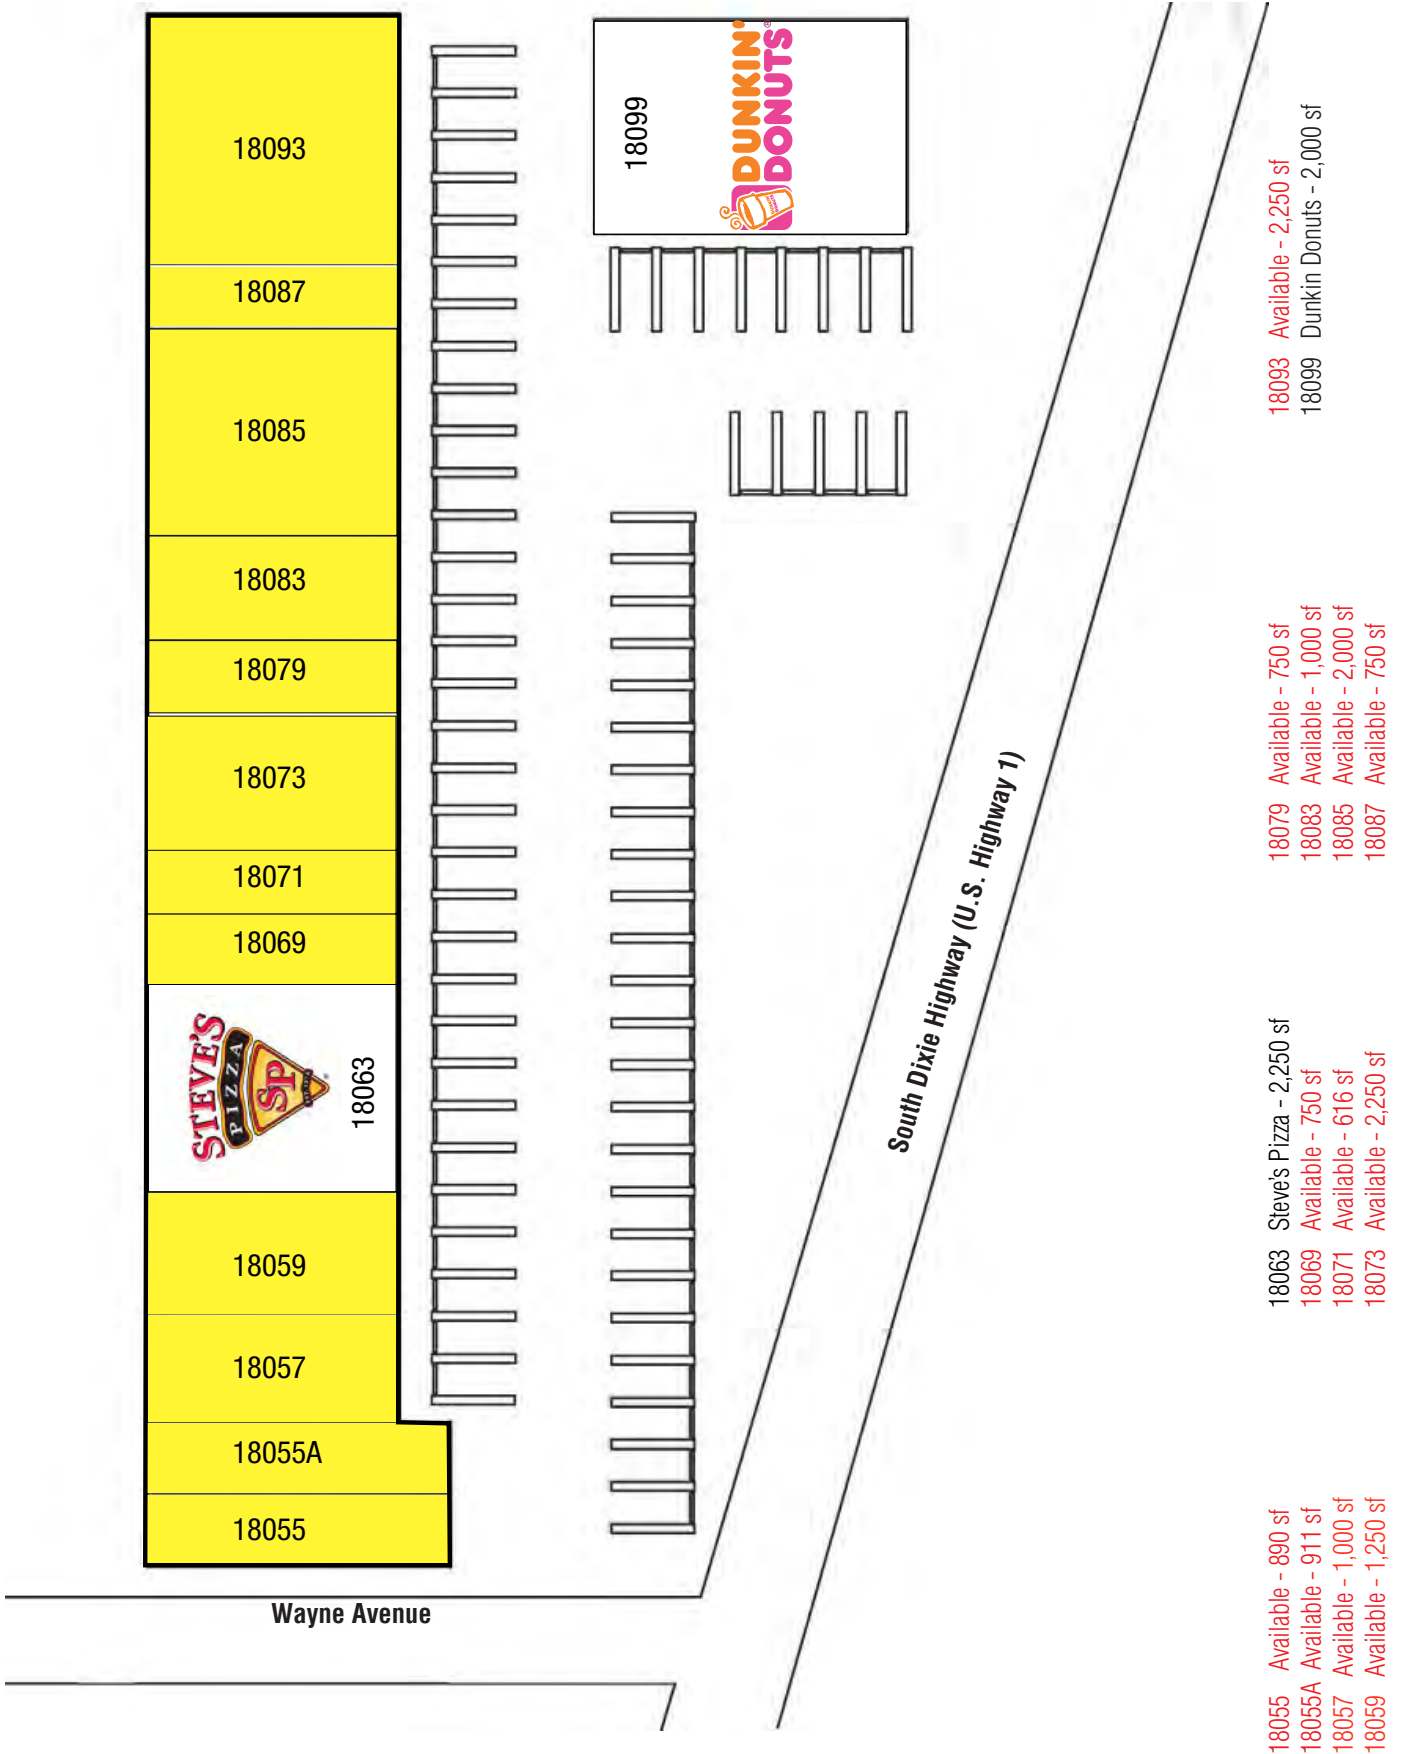 18093
18087
18085
18083
18079
18073
18071
18069
STEVE'S
PIZZA
SP
18063
18059
18057
18055A
18055
18099
DUNKIN'
DONUTS
South Dixie Highway (U.S. Highway 1)
Wayne Avenue
18055 Available - 890 sf
18055A Available - 911 sf
18057 Available - 1,000 sf
18059 Available - 1,250 sf
18063 Steve's Pizza - 2,250 sf
18069 Available - 750 sf
18071 Available - 616 sf
18073 Available - 2,250 sf
18079 Available - 750 sf
18083 Available - 1,000 sf
18085 Available - 2,000 sf
18087 Available - 750 sf
18093 Available - 2,250 sf
18099 Dunkin Donuts - 2,000 sf